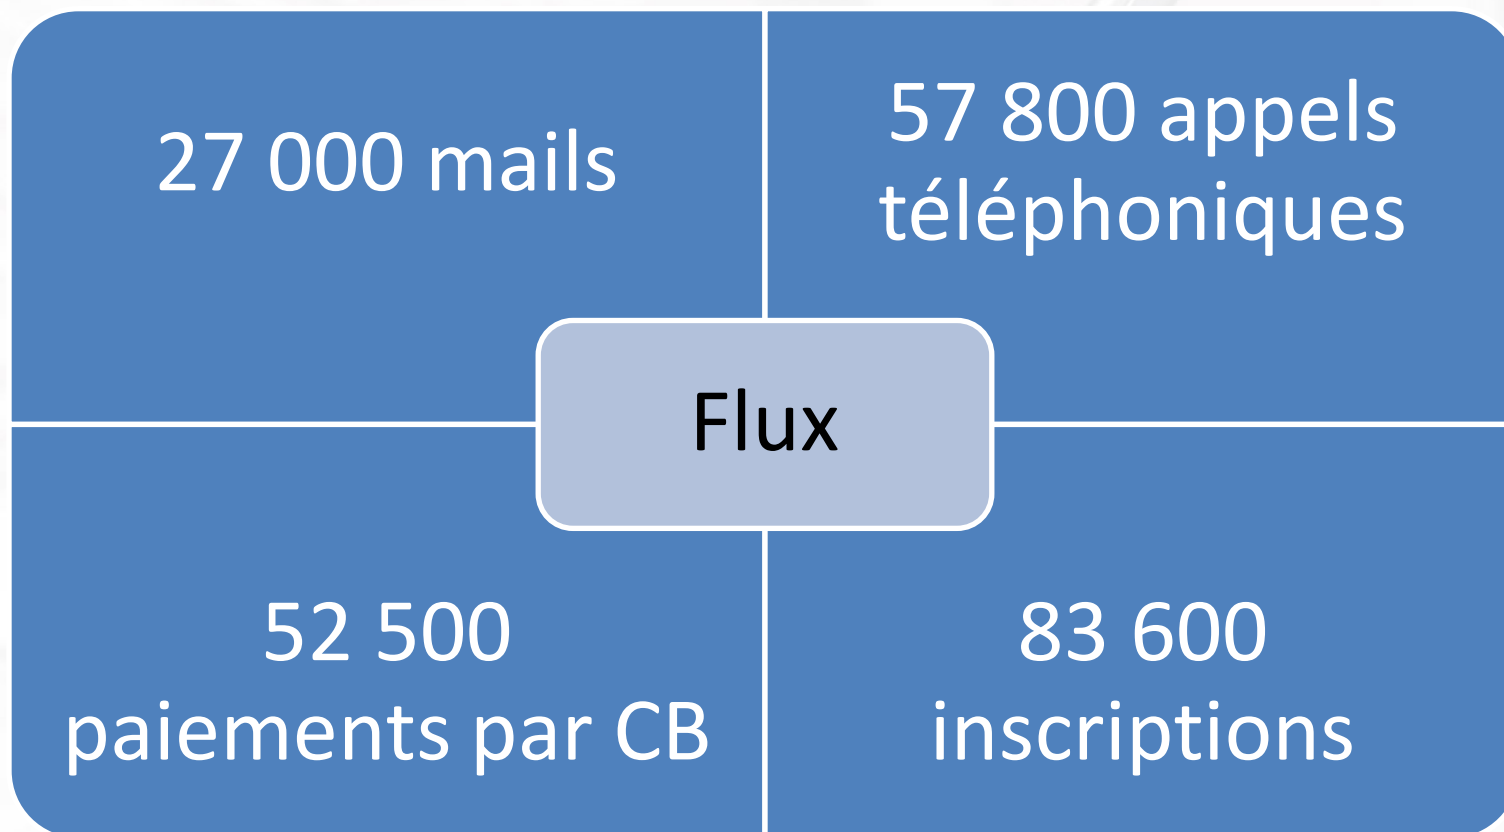 27 000 mails
57 800 appels
téléphoniques
Flux
52 500
paiements par CB
83 600
inscriptions